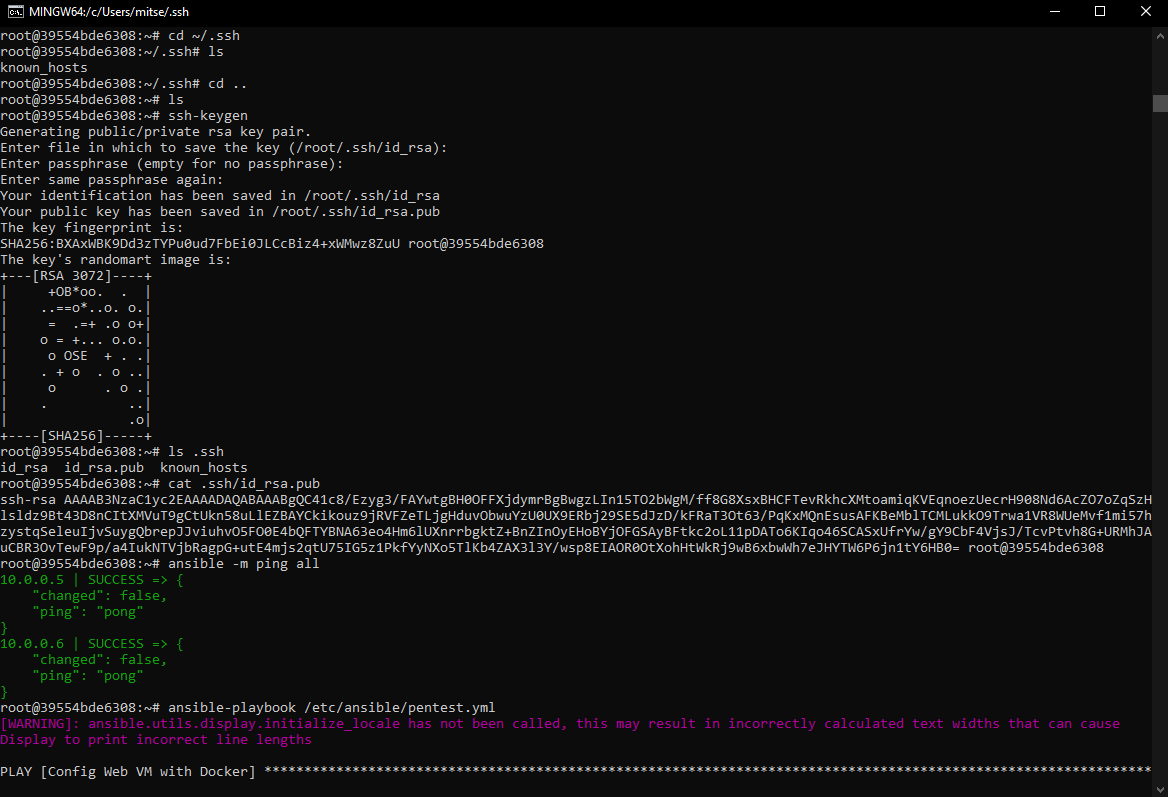 MINGW64:/c/Users/mitse/.ssh
root@39554bde6308:~# cd ~/.ssh
root@39554bde6308:~/.ssh# ls
known_hosts
root@39554bde6308:~/.ssh# cd ..
root@39554bde6308:~# ls
root@39554bde6308:~# ssh-keygen
Generating public/private rsa key pair.
Enter file in which to save the key (/root/.ssh/id_rsa):
Enter passphrase (empty for no passphrase):
Enter same passphrase again:
Your identification has been saved in /root/.ssh/id_rsa
Your public key has been saved in /root/.ssh/id_rsa.pub
The key fingerprint is:
SHA256:BXAxWBK9Dd3zTYPu0ud7FbEi0JLCcBiz4+xWMwz8ZuU root@39554bde6308
The key's randomart image is:
+---[RSA 3072]----+
|     +OB*oo.  .  |
|    ..==o*..o. o.|
|     =  .=+ .o o+|
|    o = +... o.o.|
|     o OSE  + . .|
|    . + o  . o ..|
|     o      . o .|
|    .          ..|
|               .o|
+----[SHA256]-----+
root@39554bde6308:~# ls .ssh
id_rsa  id_rsa.pub  known_hosts
root@39554bde6308:~# cat .ssh/id_rsa.pub
ssh-rsa AAAAB3NzaC1yc2EAAAADAQABAAABgQC41c8/Ezyg3/FAYwtgBH0OFFXjdymrBgBwgzLIn15TO2bWgM/ff8G8XsxBHCFTevRkhcXMtoamiqKVEqnoezUecrH908Nd6AcZO7oZqSzH
lsldz9Bt43D8nCItXMVuT9gCtUkn58uLlEZBAYCkikouz9jRVFZeTLjgHduvObwuYzU0UX9ERbj29SE5dJzD/kFRaT3Ot63/PqKxMQnEsusAFKBeMblTCMLukkO9Trwa1VR8WUeMvf1mi57h
zystqSeleuIjvSuygQbrepJJviuhvO5FO0E4bQFTYBNA63eo4Hm6lUXnrrbgktZ+BnZInOyEHoBYjOFGSAyBFtkc2oL11pDATo6KIqo46SCASxUfrYw/gY9CbF4VjsJ/TcvPtvh8G+URMhJA
uCBR3OvTewF9p/a4IukNTVjbRagpG+utE4mjs2qtU75IG5z1PkfYyNXo5TlKb4ZAX3l3Y/wsp8EIAOR0OtXohHtWkRj9wB6xbwWh7eJHYTW6P6jn1tY6HB0= root@39554bde6308
root@39554bde6308:~# ansible -m ping all
10.0.0.5 | SUCCESS => {
    "changed": false,
    "ping": "pong"
}
10.0.0.6 | SUCCESS => {
    "changed": false,
    "ping": "pong"
}
root@39554bde6308:~# ansible-playbook /etc/ansible/pentest.yml
[WARNING]: ansible.utils.display.initialize_locale has not been called, this may result in incorrectly calculated text widths that can cause
Display to print incorrect line lengths
PLAY [Config Web VM with Docker] ***************************************************************************************************************